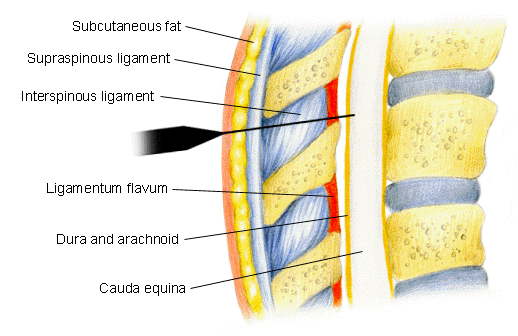 Subcutaneous fat
Supraspinous ligament
Interspinous ligament
Ligamentum flavum
Dura and arachnoid
Cauda equina